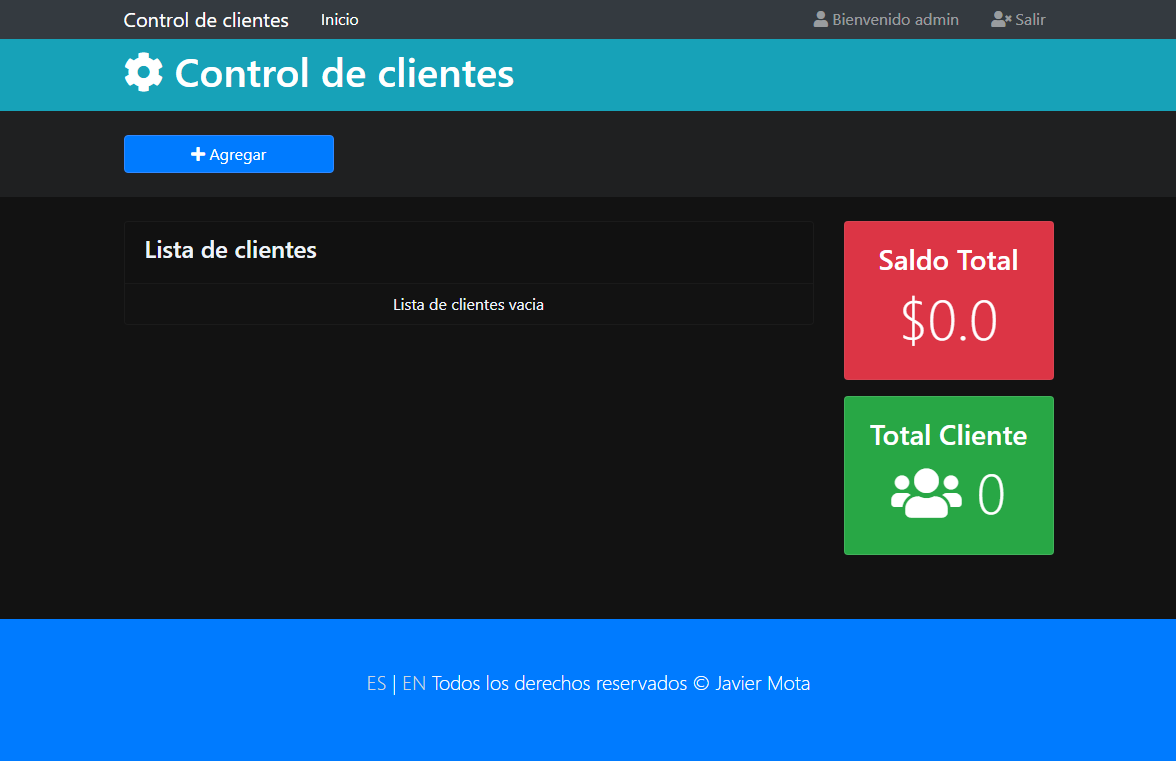 Control de clientes Inicio Bienvenido admin Salir
Control de clientes
Agregar
Lista de clientes
Lista de clientes vacia
Saldo Total
$0.0
Total Cliente
0
ES | EN Todos los derechos reservados © Javier Mota